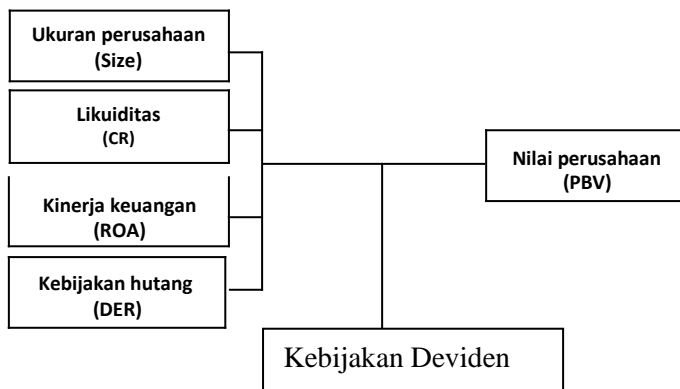 Ukuran perusahaan
(Size)
Likuiditas
(CR)
Kinerja keuangan
(ROA)
Kebijakan hutang
(DER)
Nilai perusahaan
(PBV)
Kebijakan Deviden